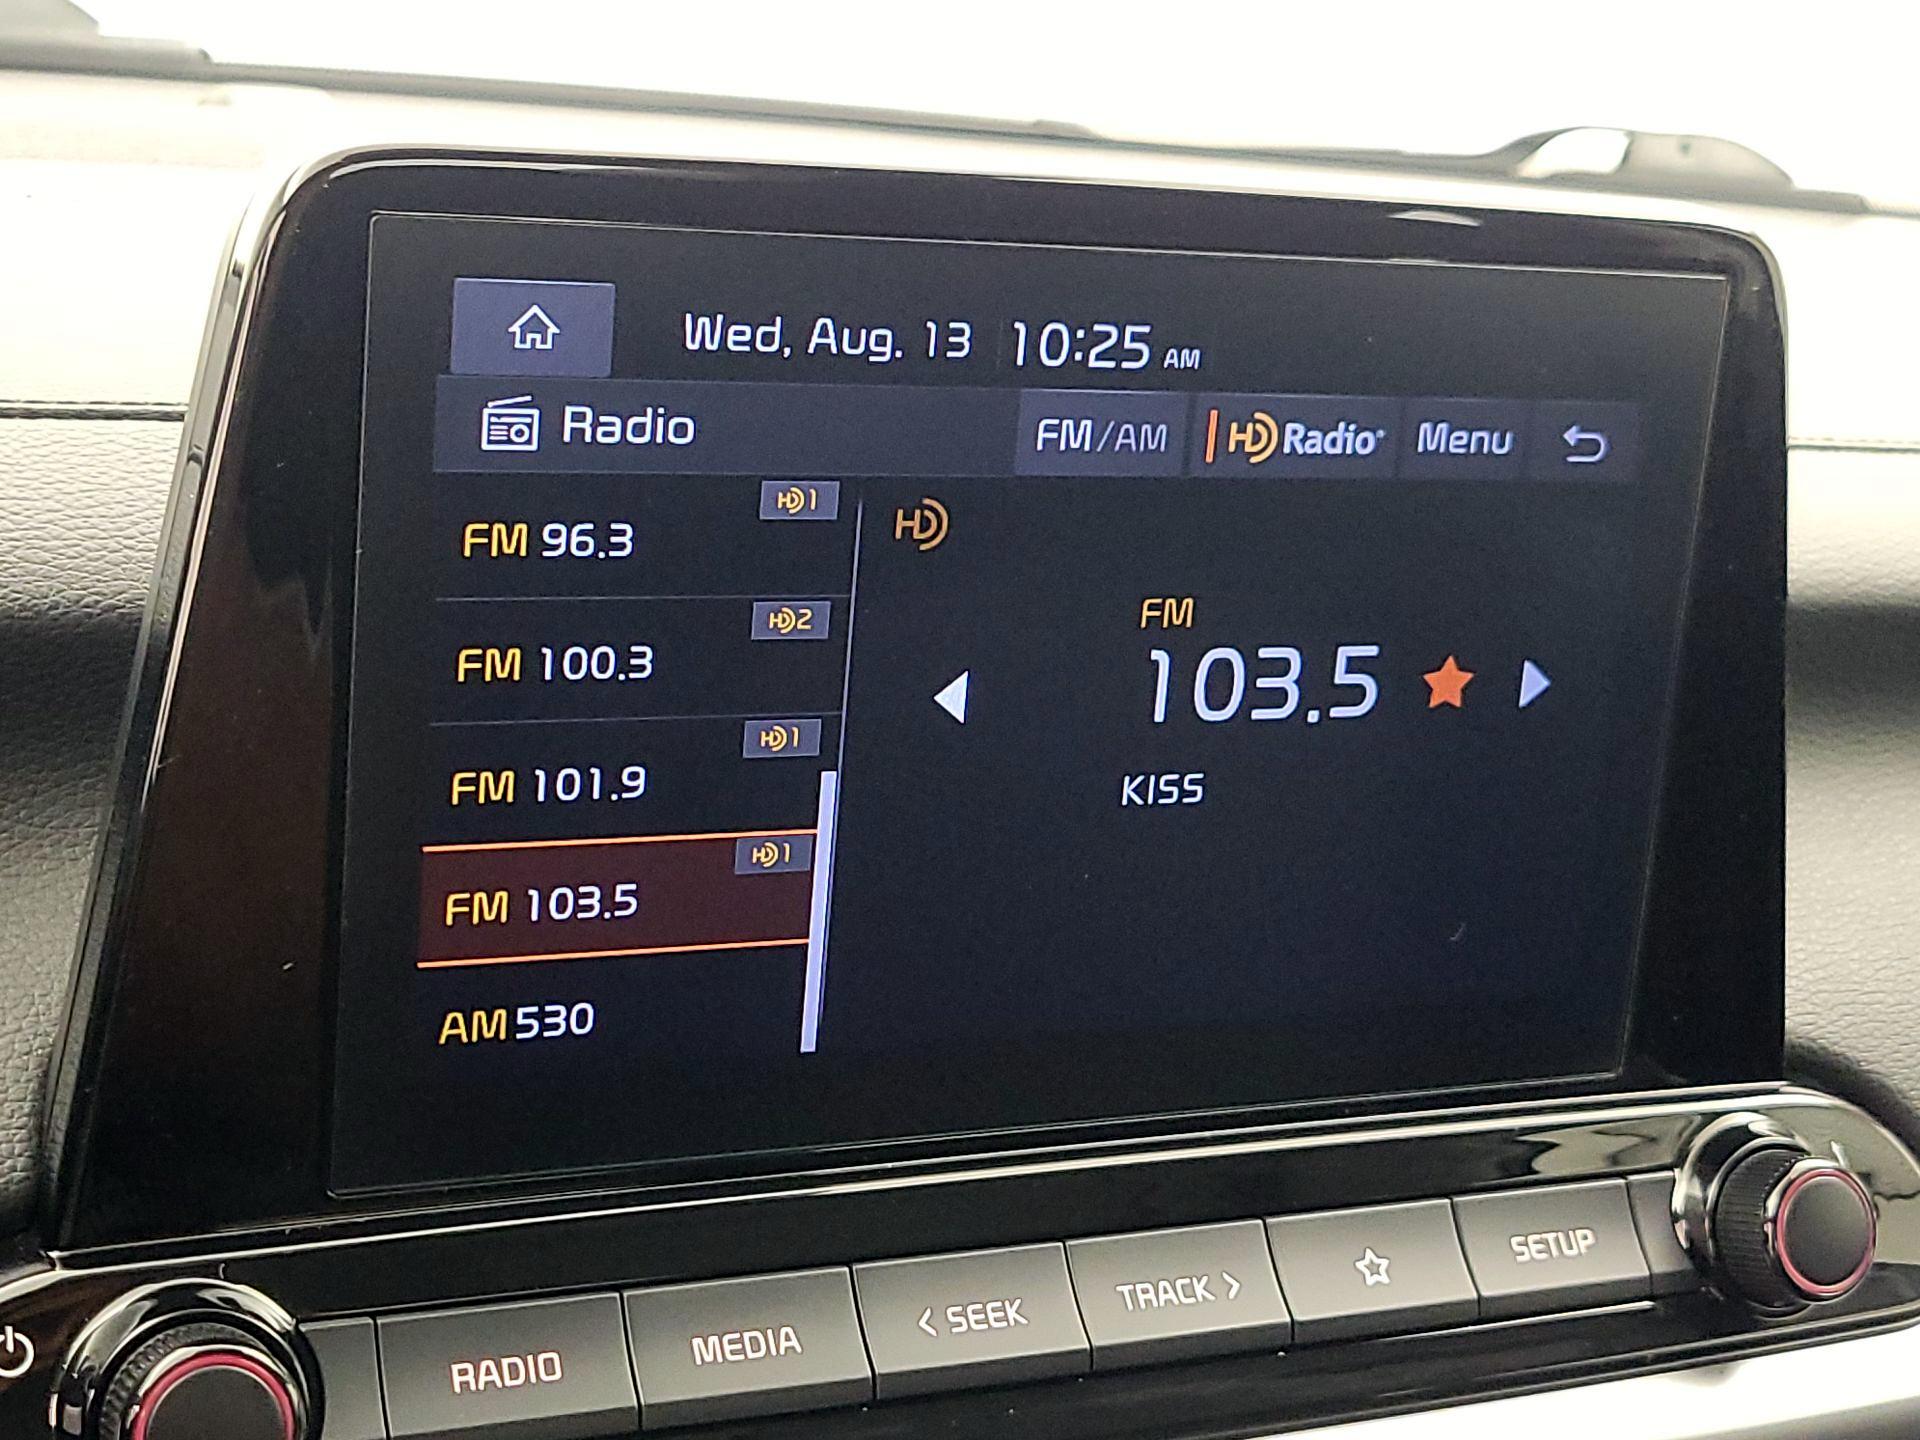 Wed, Aug. 13 10:25 AM
Radio FM/AM HD Radio® Menu
HD1
FM 96.3
HD2
FM 100.3
HD1
FM 101.9
HD1
FM 103.5
AM 530
HD
FM
103.5
KISS
RADIO MEDIA < SEEK TRACK > SETUP